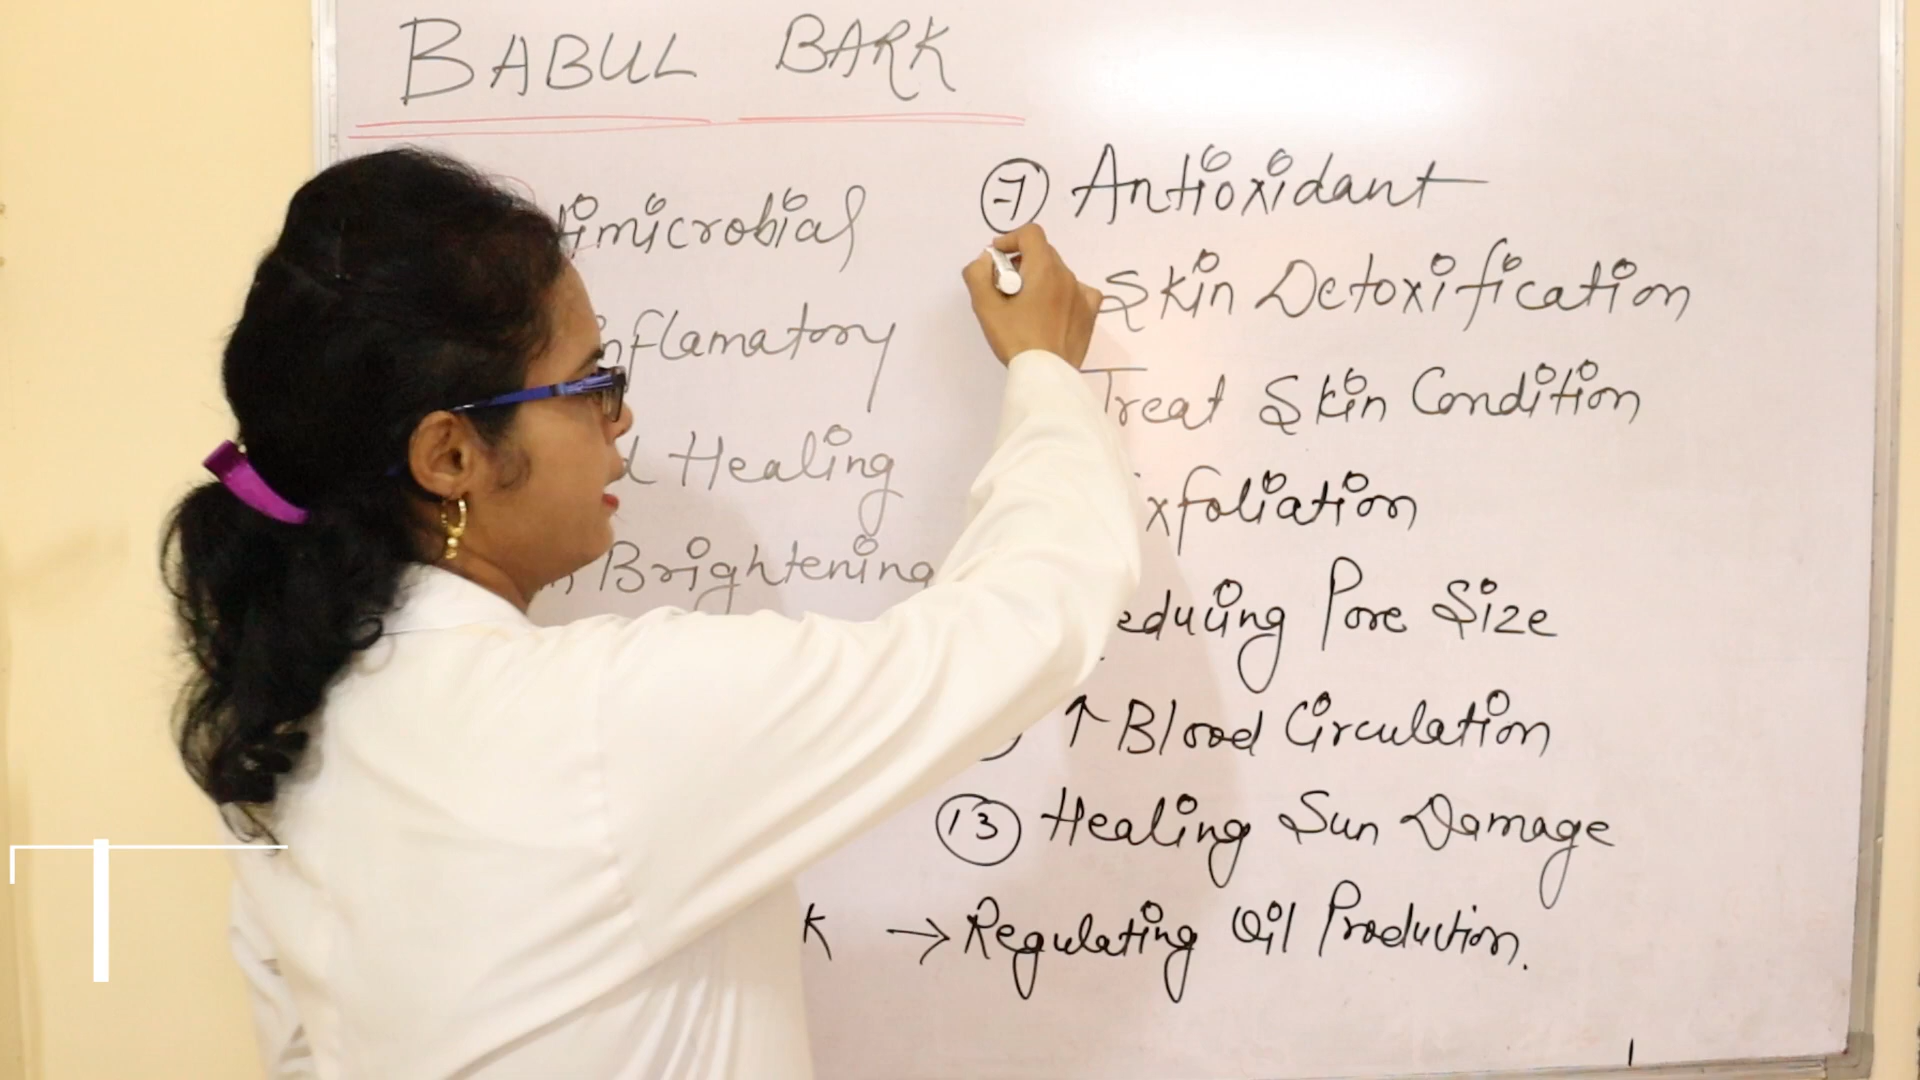 BABUL BARK
timicrobial
nflamatory
d Healing
n Brightening
7 Antioxidant
Skin Detoxification
Treat Skin Condition
xfoliation
educing Pore Size
↑ Blood Circulation
13 Healing Sun Damage
K → Regulating Oil Production.